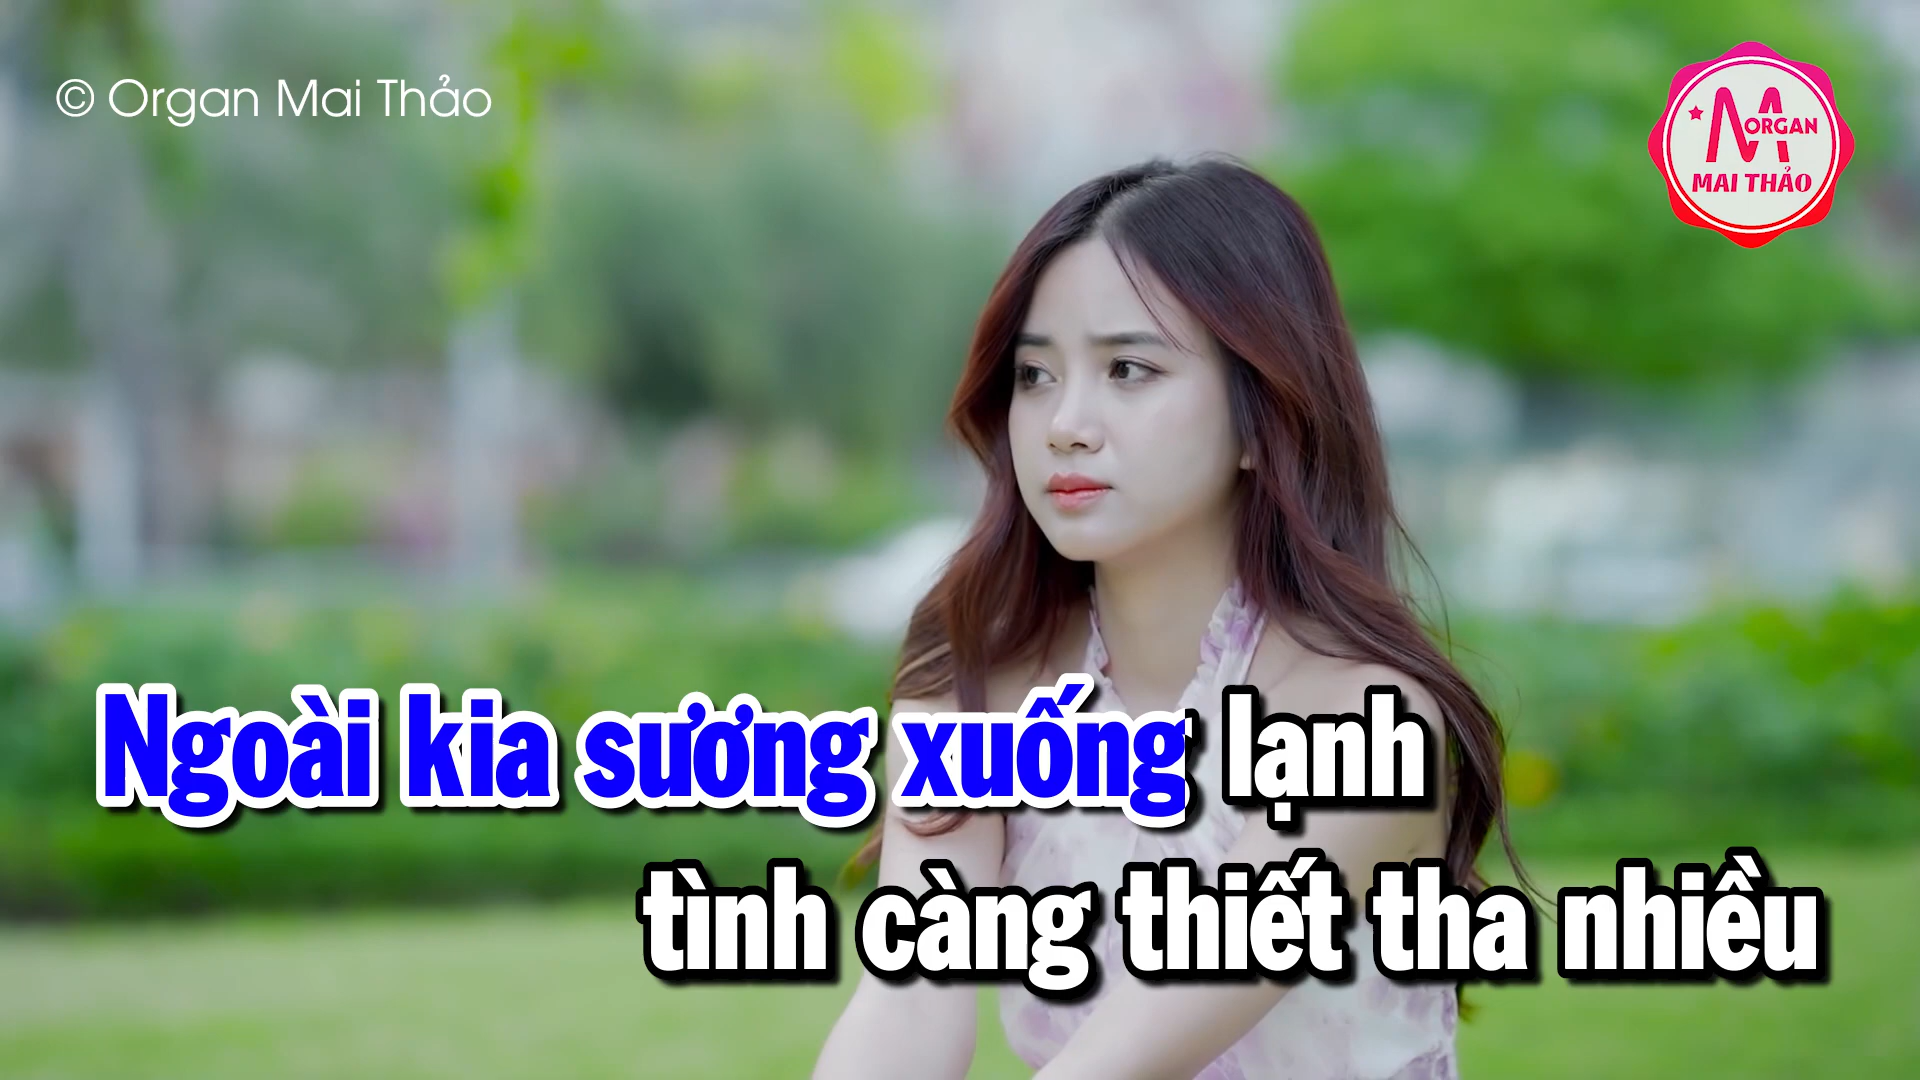 © Organ Mai Thảo
ORGAN
MAI THẢO
Ngoài kia sương xuống lạnh
tình càng thiết tha nhiều